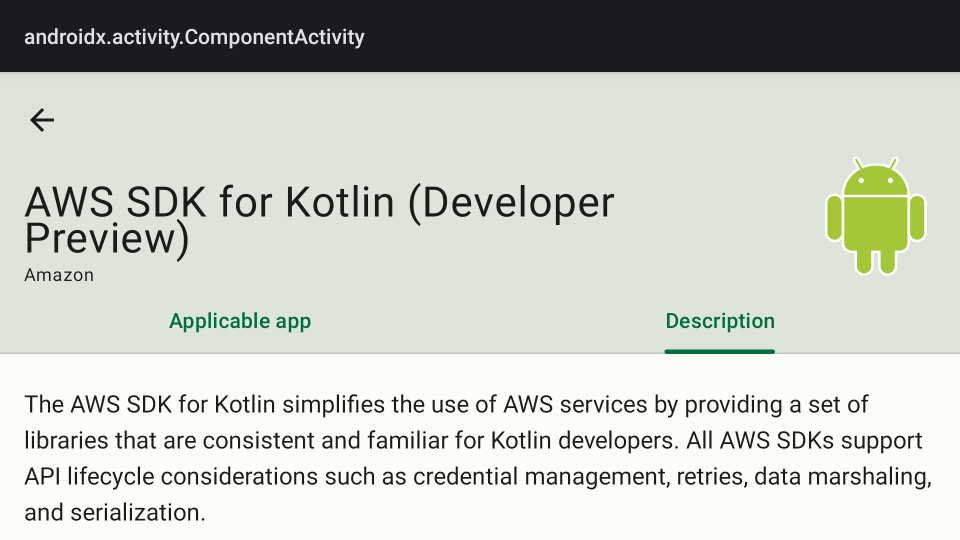 androidx.activity.ComponentActivity
AWS SDK for Kotlin (Developer
Preview)
Amazon
Applicable app
Description
The AWS SDK for Kotlin simplifies the use of AWS services by providing a set of
libraries that are consistent and familiar for Kotlin developers. All AWS SDKs support
API lifecycle considerations such as credential management, retries, data marshaling,
and serialization.